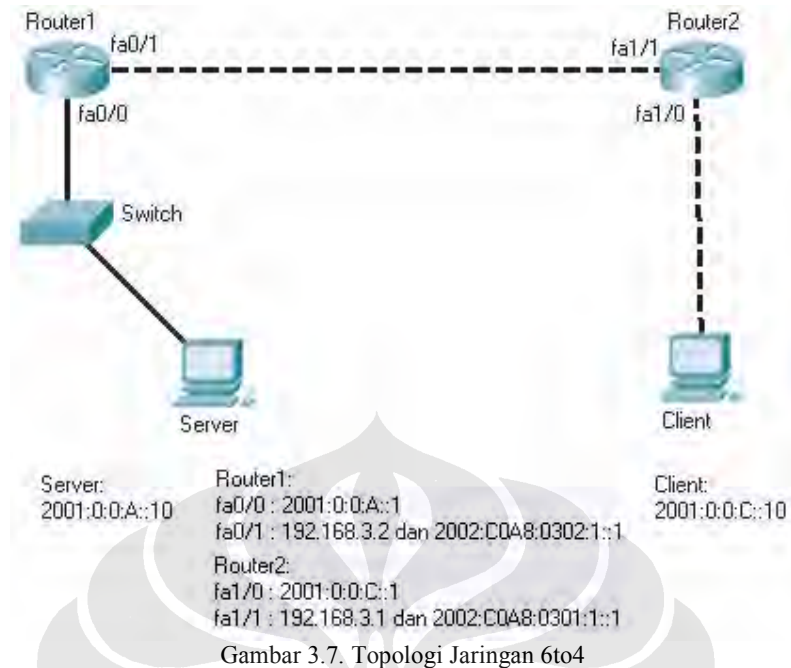 Router1
Router2
fa0/1
fa1/1
fa0/0
fa1/0
Switch
Server
Client
Server:
2001:0:0:A::10
Router1:
fa0/0 : 2001:0:0:A::1
fa0/1 : 192.168.3.2 dan 2002:C0A8:0302:1::1
Router2:
fa1/0 : 2001:0:0:C::1
fa1/1 : 192.168.3.1 dan 2002:C0A8:0301:1::1
Client:
2001:0:0:C::10
Gambar 3.7. Topologi Jaringan 6to4